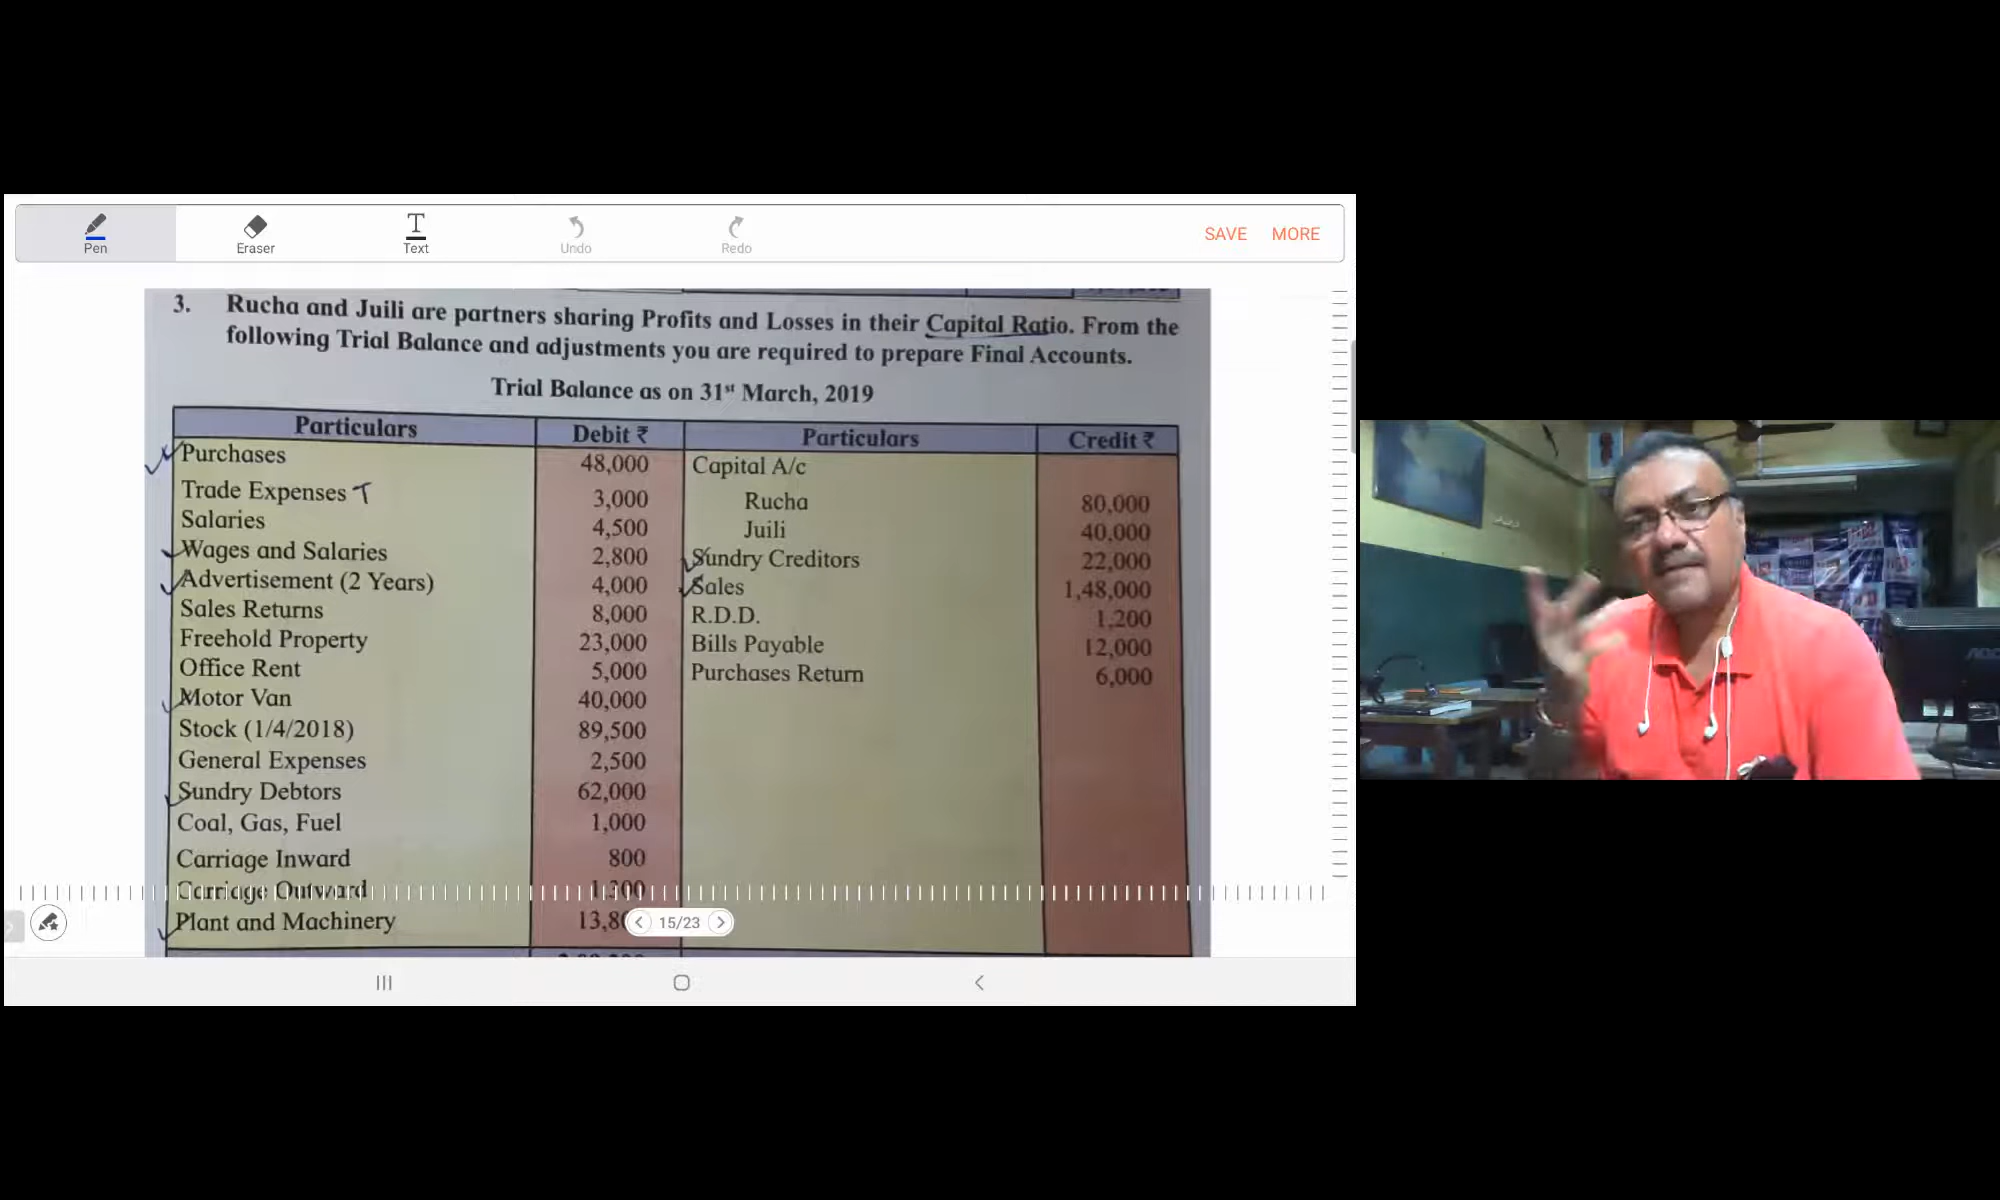 Pen
Eraser
T
Text
Undo
Redo
SAVE MORE
3. Rucha and Juili are partners sharing Profits and Losses in their Capital Ratio. From the
following Trial Balance and adjustments you are required to prepare Final Accounts.
Trial Balance as on 31st March, 2019
Particulars Debit ₹ Particulars Credit ₹
Purchases 48,000 Capital A/c
Trade Expenses T 3,000 Rucha 80,000
Salaries 4,500 Juili 40,000
Wages and Salaries 2,800 Sundry Creditors 22,000
Advertisement (2 Years) 4,000 Sales 1,48,000
Sales Returns 8,000 R.D.D. 1,200
Freehold Property 23,000 Bills Payable 12,000
Office Rent 5,000 Purchases Return 6,000
Motor Van 40,000
Stock (1/4/2018) 89,500
General Expenses 2,500
Sundry Debtors 62,000
Coal, Gas, Fuel 1,000
Carriage Inward 800
Carriage Outward 1,300
Plant and Machinery
15/23